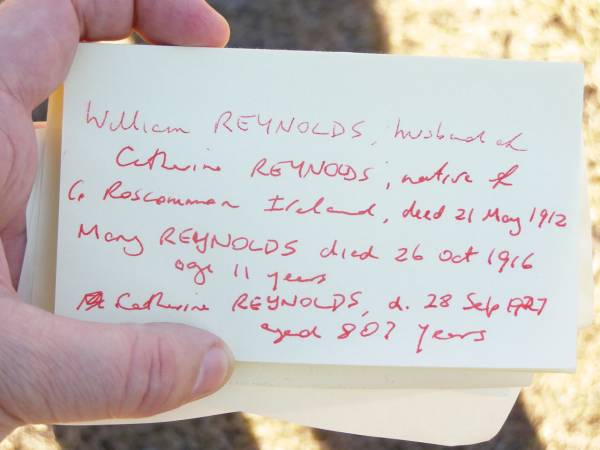 William REYNOLDS, husband of
Catherine REYNOLDS, native of
Co Roscommon Ireland, died 21 May 1912
Mary REYNOLDS died 26 Oct 1916
age 11 years
Catherine REYNOLDS, d. 28 Sep 1927
aged 80? years